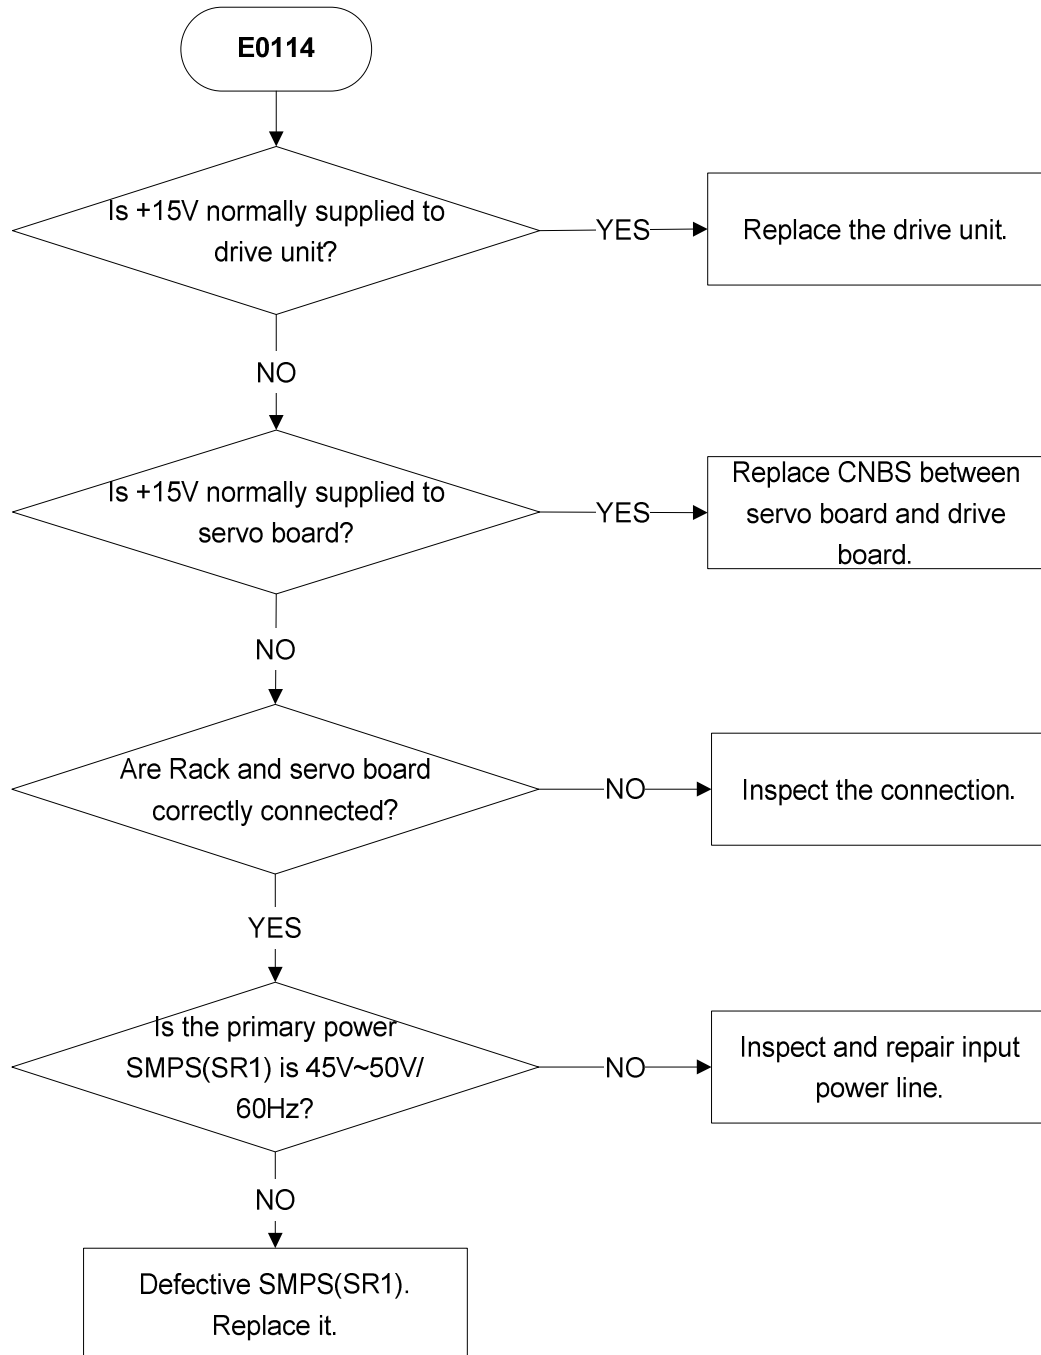 E0114
Is +15V normally supplied to
drive unit?
YES
Replace the drive unit.
NO
Is +15V normally supplied to
servo board?
YES
Replace CNBS between
servo board and drive
board.
NO
Are Rack and servo board
correctly connected?
NO
Inspect the connection.
YES
Is the primary power
SMPS(SR1) is 45V~50V/
60Hz?
NO
Inspect and repair input
power line.
NO
Defective SMPS(SR1).
Replace it.